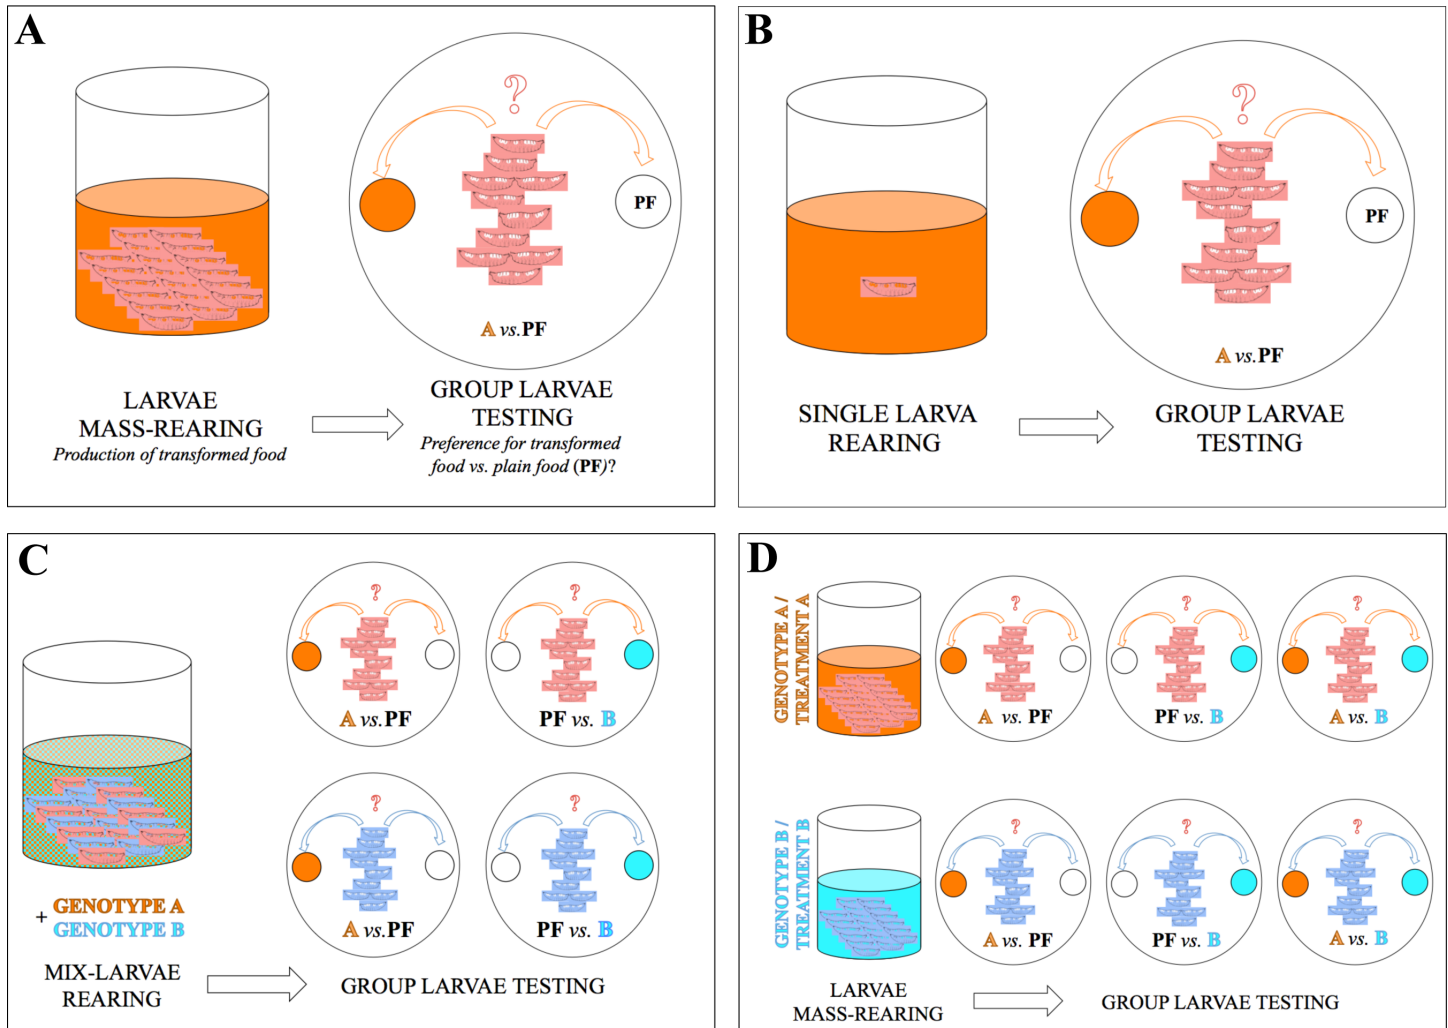 A
?
PF
A vs. PF
LARVAE
MASS-REARING
Production of transformed food
GROUP LARVAE
TESTING
Preference for transformed
food vs. plain food (PF)?
B
?
PF
A vs. PF
SINGLE LARVA
REARING
GROUP LARVAE
TESTING
C
?
?
A vs. PF
PF vs. B
?
?
A vs. PF
PF vs. B
+ GENOTYPE A
GENOTYPE B
MIX-LARVAE
REARING
GROUP LARVAE TESTING
D
GENOTYPE A /
TREATMENT A
?
?
?
A vs. PF
PF vs. B
A vs. B
GENOTYPE B /
TREATMENT B
?
?
?
A vs. PF
PF vs. B
A vs. B
LARVAE
MASS-REARING
GROUP LARVAE TESTING